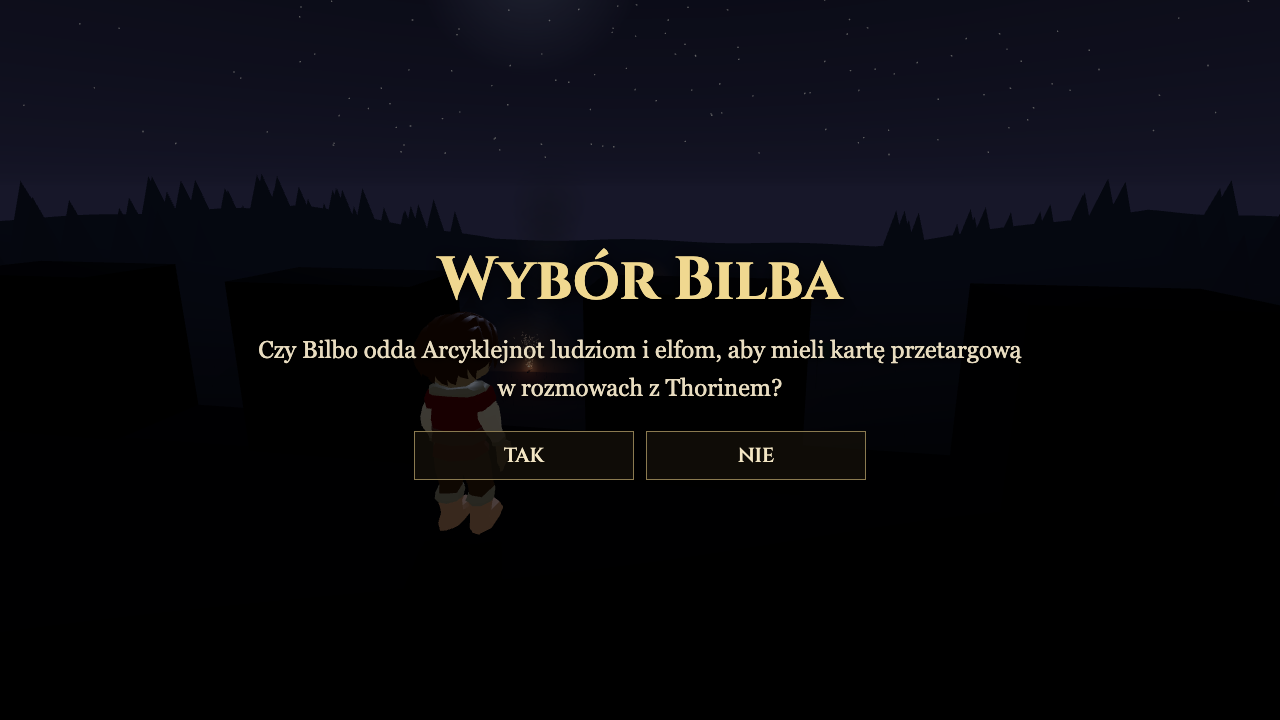 Wybór Bilba
Czy Bilbo odda Arcyklejnot ludziom i elfom, aby mieli kartę przetargową
w rozmowach z Thorinem?
TAK
NIE